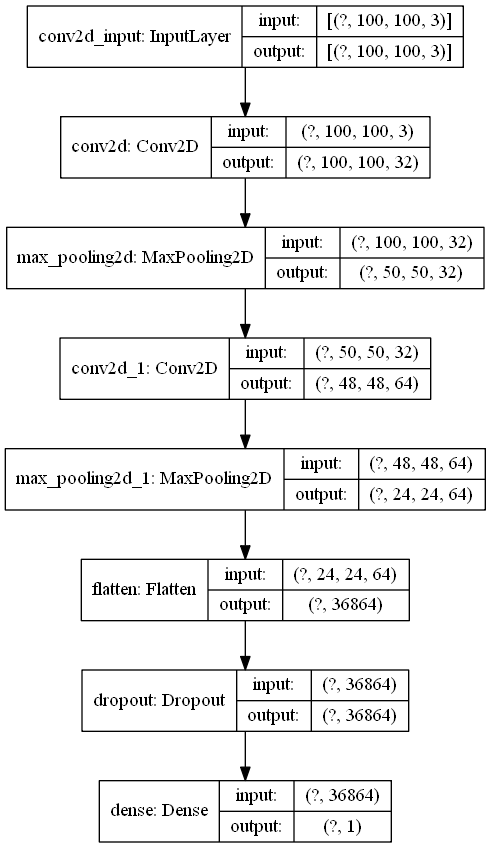 conv2d_input: InputLayer
input:
[(?, 100, 100, 3)]
output:
[(?, 100, 100, 3)]
conv2d: Conv2D
input:
(?, 100, 100, 3)
output:
(?, 100, 100, 32)
max_pooling2d: MaxPooling2D
input:
(?, 100, 100, 32)
output:
(?, 50, 50, 32)
conv2d_1: Conv2D
input:
(?, 50, 50, 32)
output:
(?, 48, 48, 64)
max_pooling2d_1: MaxPooling2D
input:
(?, 48, 48, 64)
output:
(?, 24, 24, 64)
flatten: Flatten
input:
(?, 24, 24, 64)
output:
(?, 36864)
dropout: Dropout
input:
(?, 36864)
output:
(?, 36864)
dense: Dense
input:
(?, 36864)
output:
(?, 1)